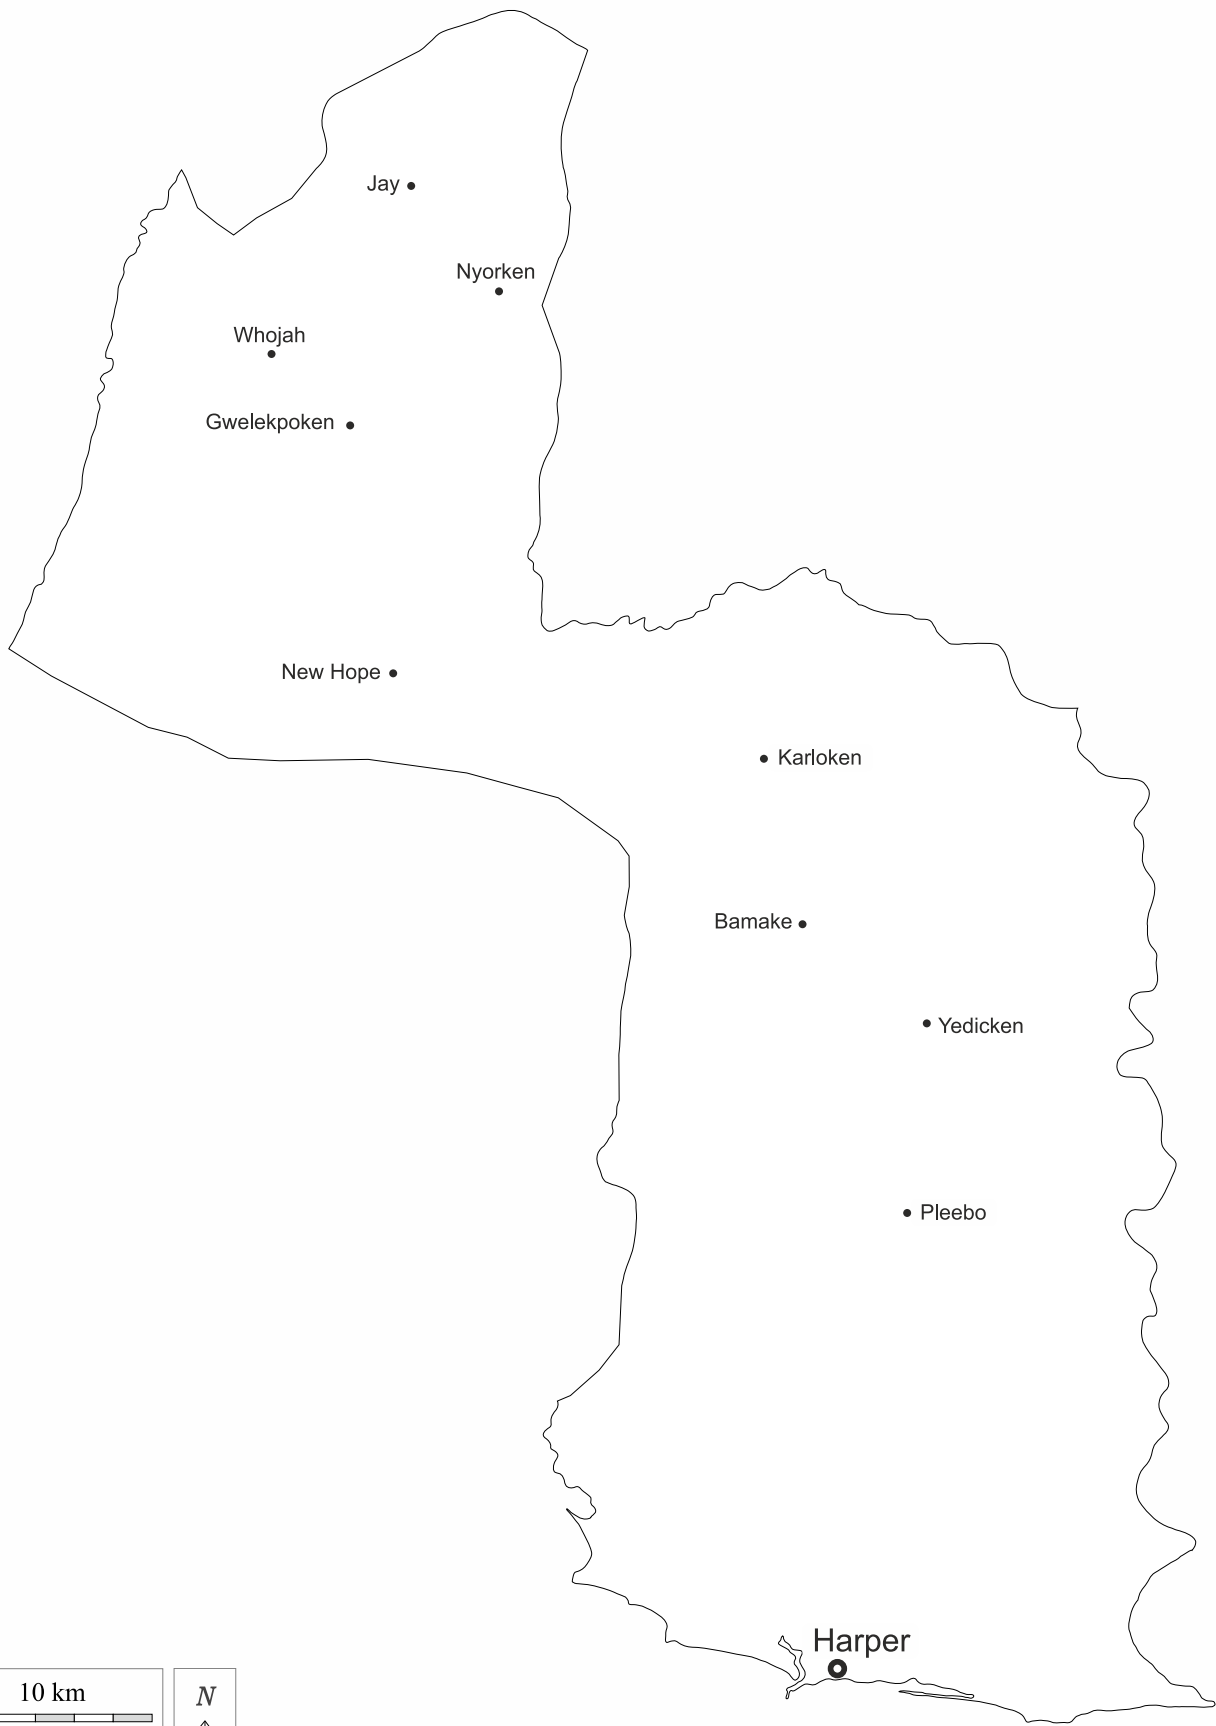 Jay
Nyorken
Whojah
Gwelekpoken
New Hope
Karloken
Bamake
Yedicken
Pleebo
Harper
10 km
N